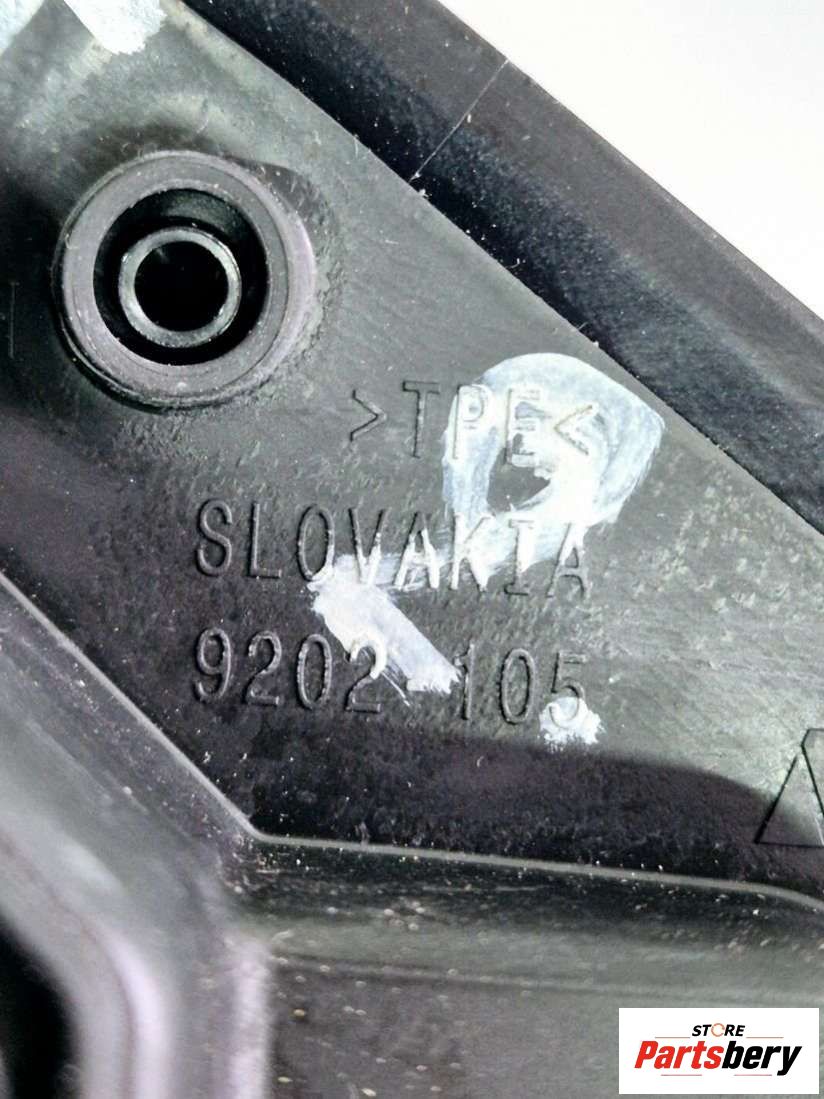 >TPE<
SLOVAKIA
9202-105
STORE
Partsbery